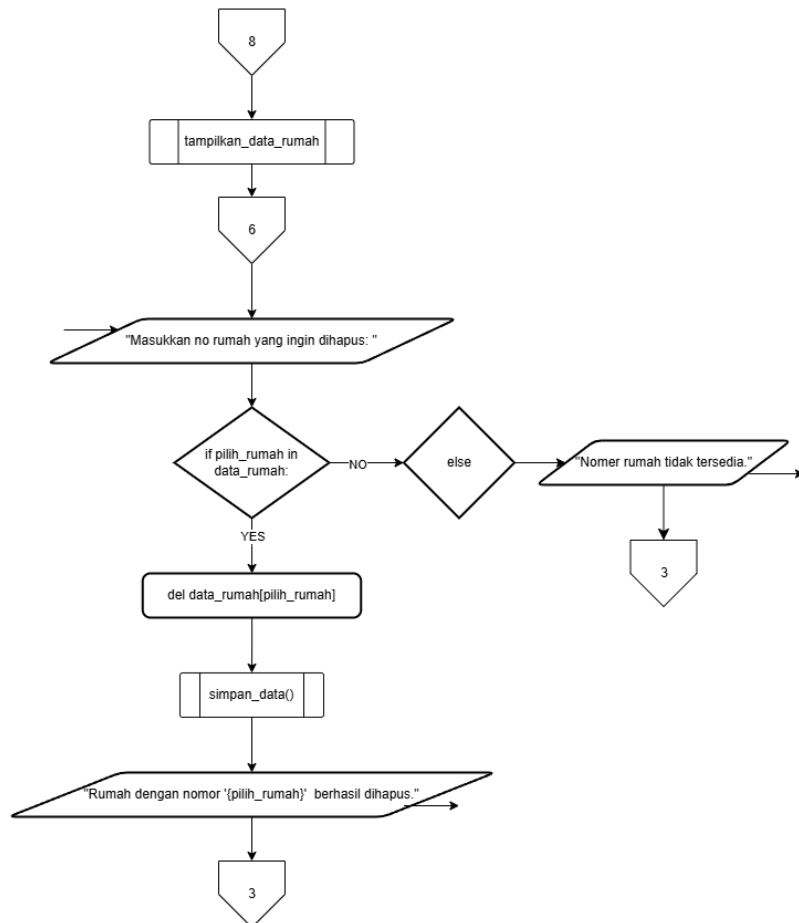 8
tampilkan_data_rumah
6
"Masukkan no rumah yang ingin dihapus: "
if pilih_rumah in
data_rumah:
NO
else
"Nomer rumah tidak tersedia."
3
YES
del data_rumah[pilih_rumah]
simpan_data()
"Rumah dengan nomor '{pilih_rumah}'  berhasil dihapus."
3